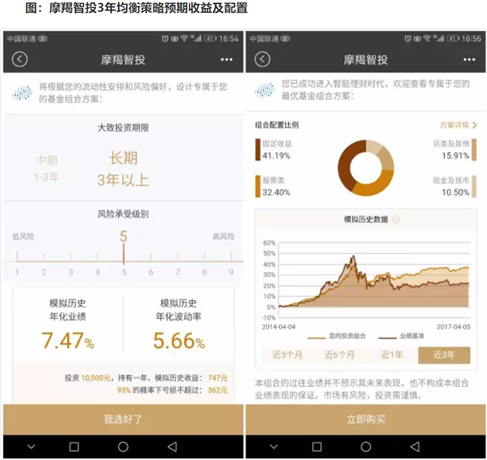 图：摩羯智投3年均衡策略预期收益及配置
中国联通
16:54
摩羯智投
将根据您的流动性安排和风险偏好，设计专属于您
的基金组合方案：
大致投资期限
中期
1-3年
长期
3年以上
风险承受级别
低风险
5
高风险
1 2 3 4 5 6 7 8 9
模拟历史
年化业绩
7.47%
模拟历史
年化波动率
5.66%
投资 10,000元，持有一年，模拟历史收益： 747元
95% 的概率下亏损不超过： 362元
我选好了
中国联通
16:56
摩羯智投
您已成功进入智能理财时代，欢迎查看专属于您的
最优基金组合方案：
组合配置比例
方案详情 >
固定收益
41.19%
另类及其他
15.91%
股票类
32.40%
现金及货币
10.50%
模拟历史数据
60%
50%
40%
30%
20%
10%
0%
-10%
2014-04-04
2017-04-05
您的投资组合
业绩基准
近3个月
近6个月
近1年
近3年
本组合的过往业绩并不预示其未来表现，也不构成本组合
业绩表现的保证。市场有风险，投资需谨慎。
立即购买